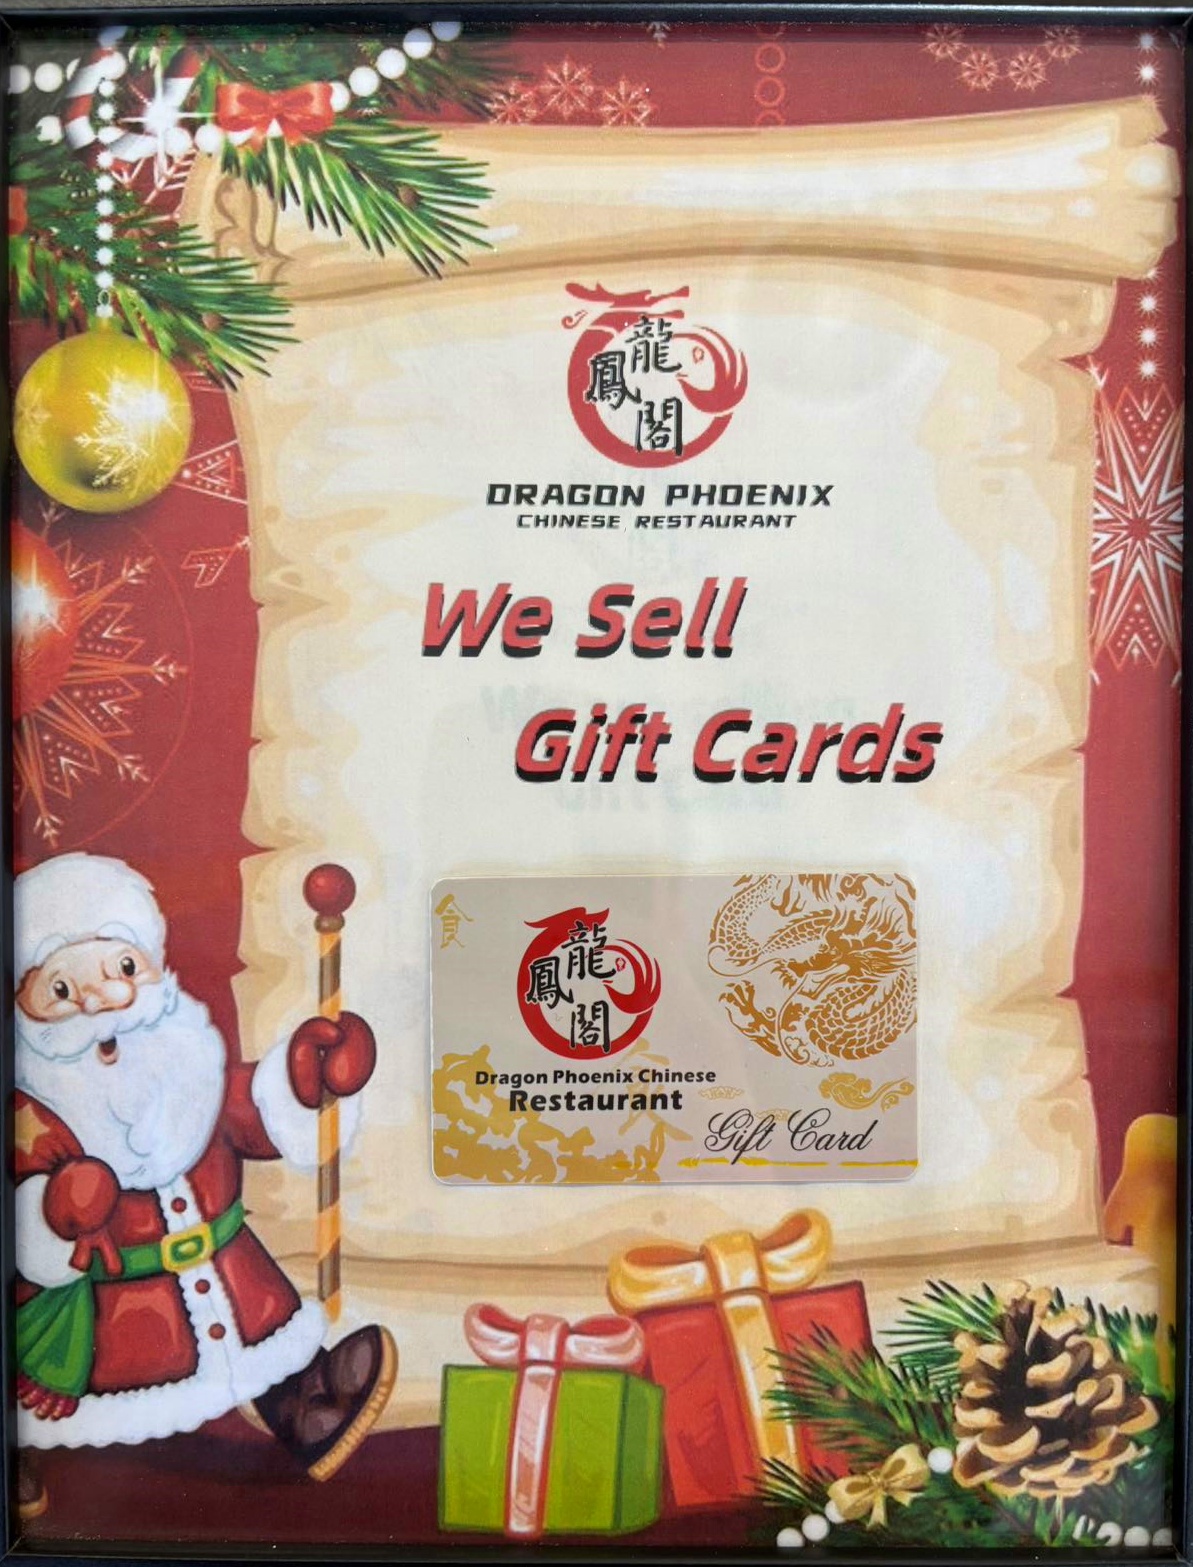 龍
鳳
閣
DRAGON PHOENIX
CHINESE RESTAURANT
We Sell
Gift Cards
食
龍
鳳
閣
Dragon Phoenix Chinese
Restaurant
Gift Card